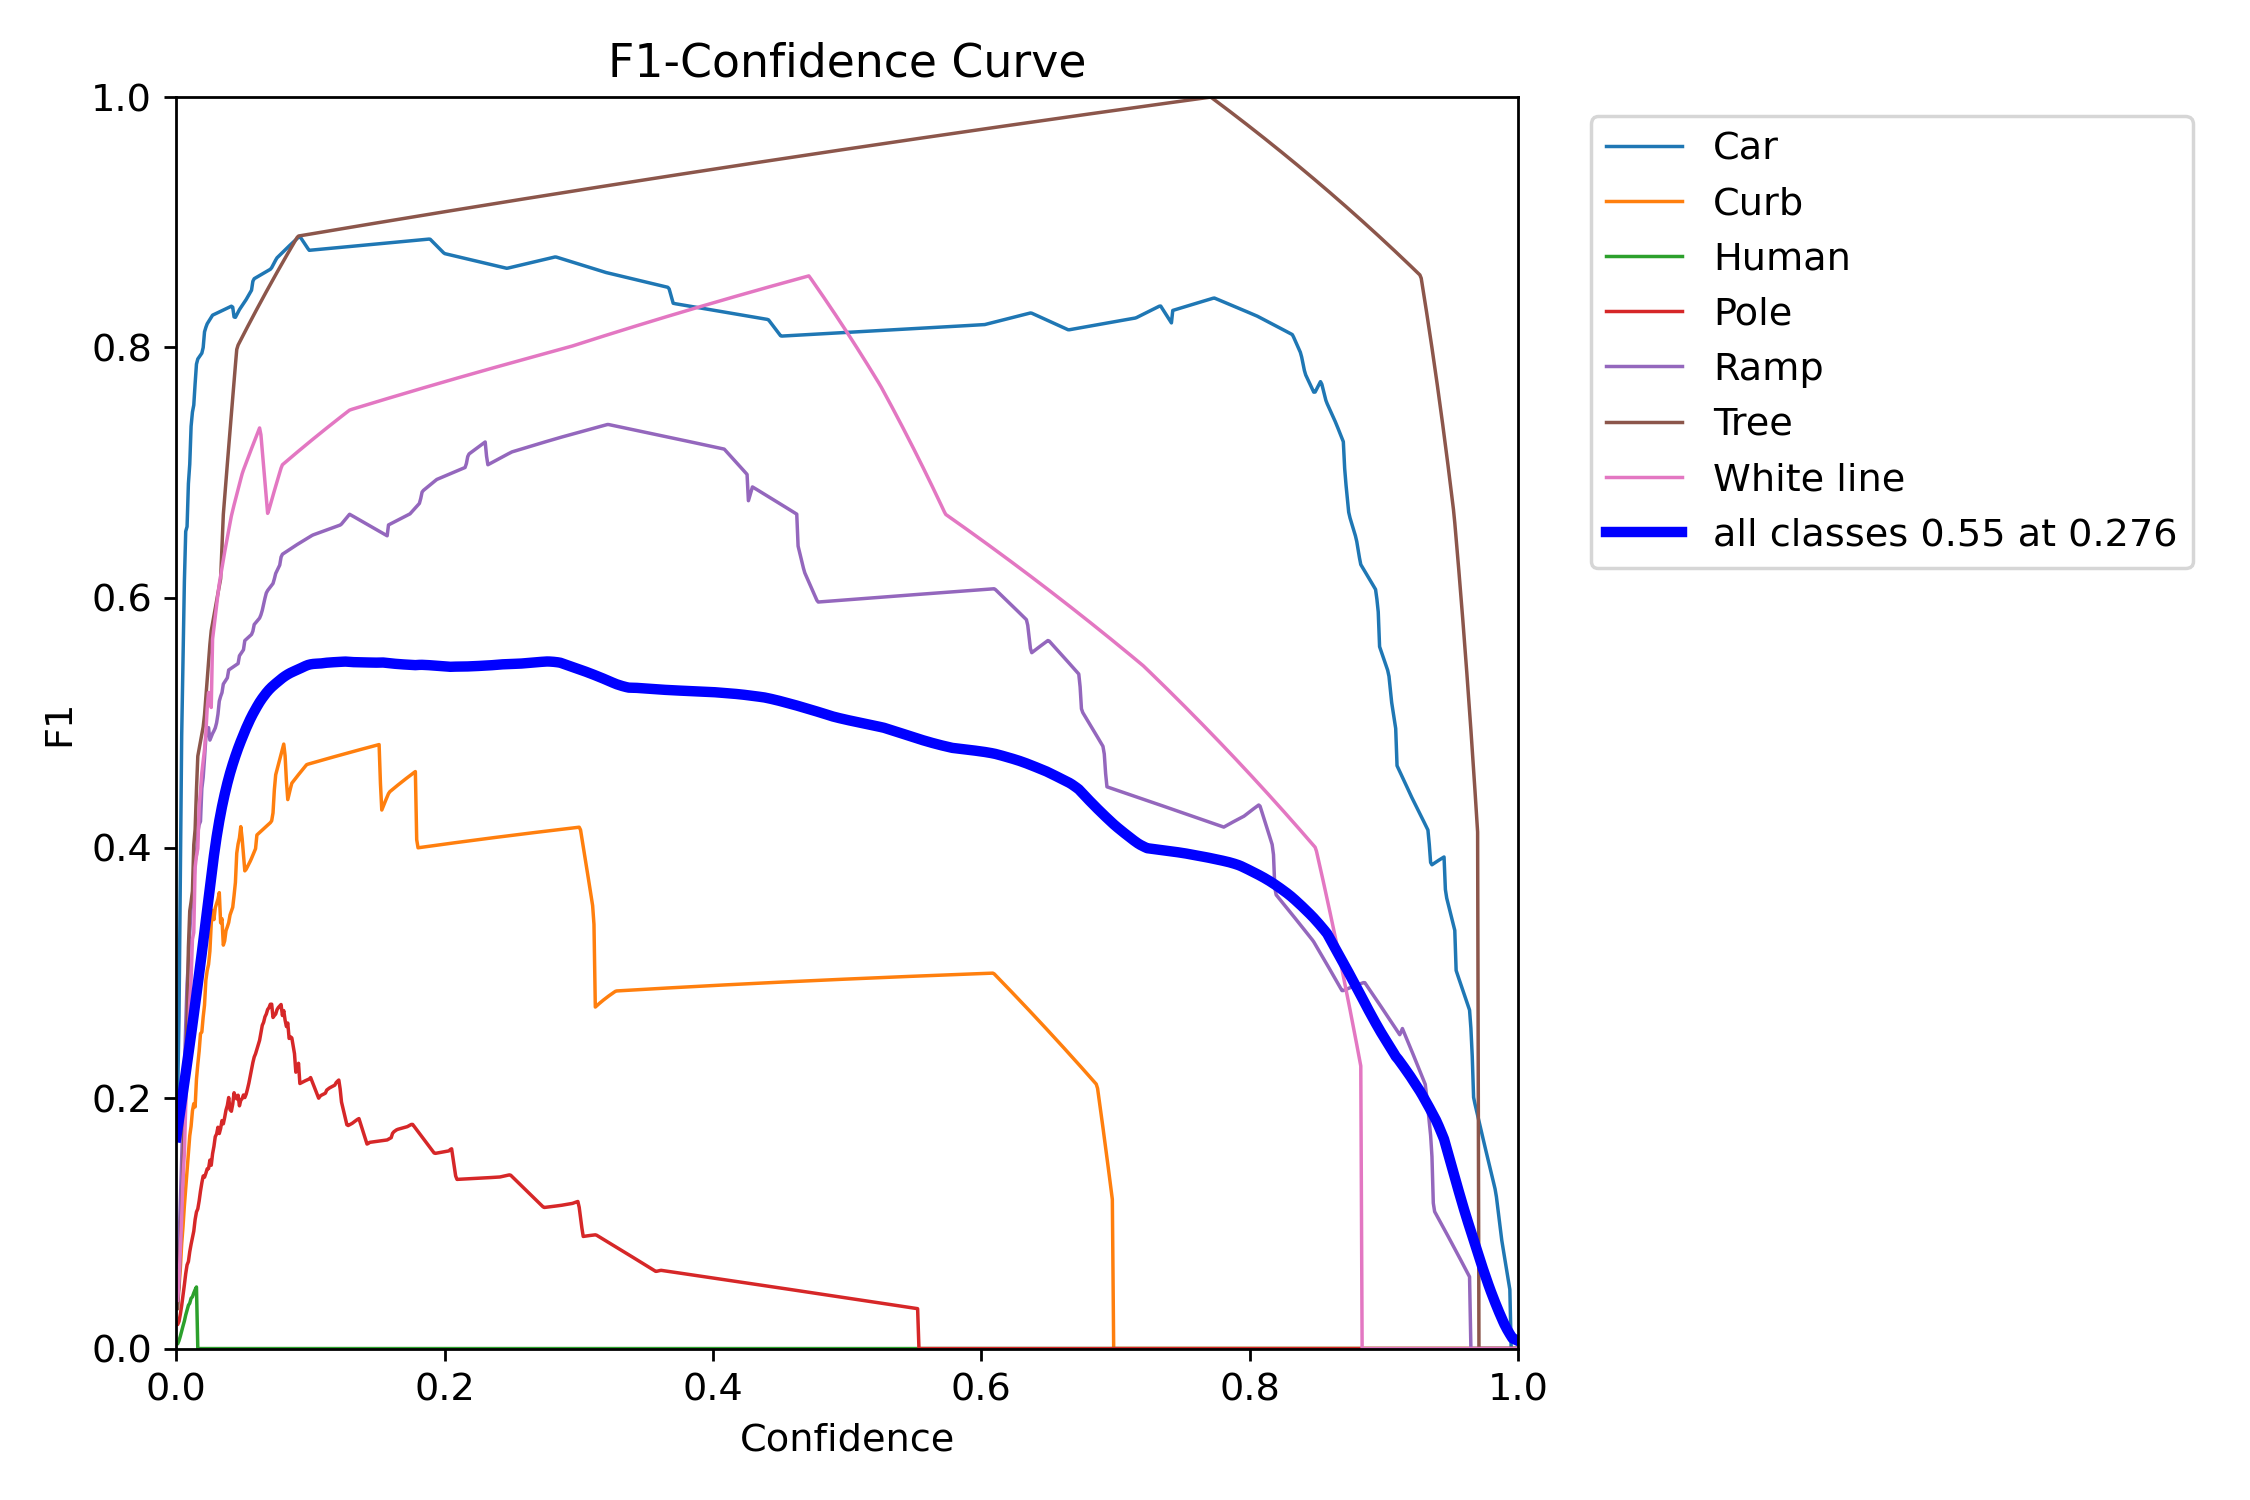 F1-Confidence Curve
1.0
0.8
0.6
0.4
0.2
0.0
F1
0.0 0.2 0.4 0.6 0.8 1.0
Confidence
Car
Curb
Human
Pole
Ramp
Tree
White line
all classes 0.55 at 0.276